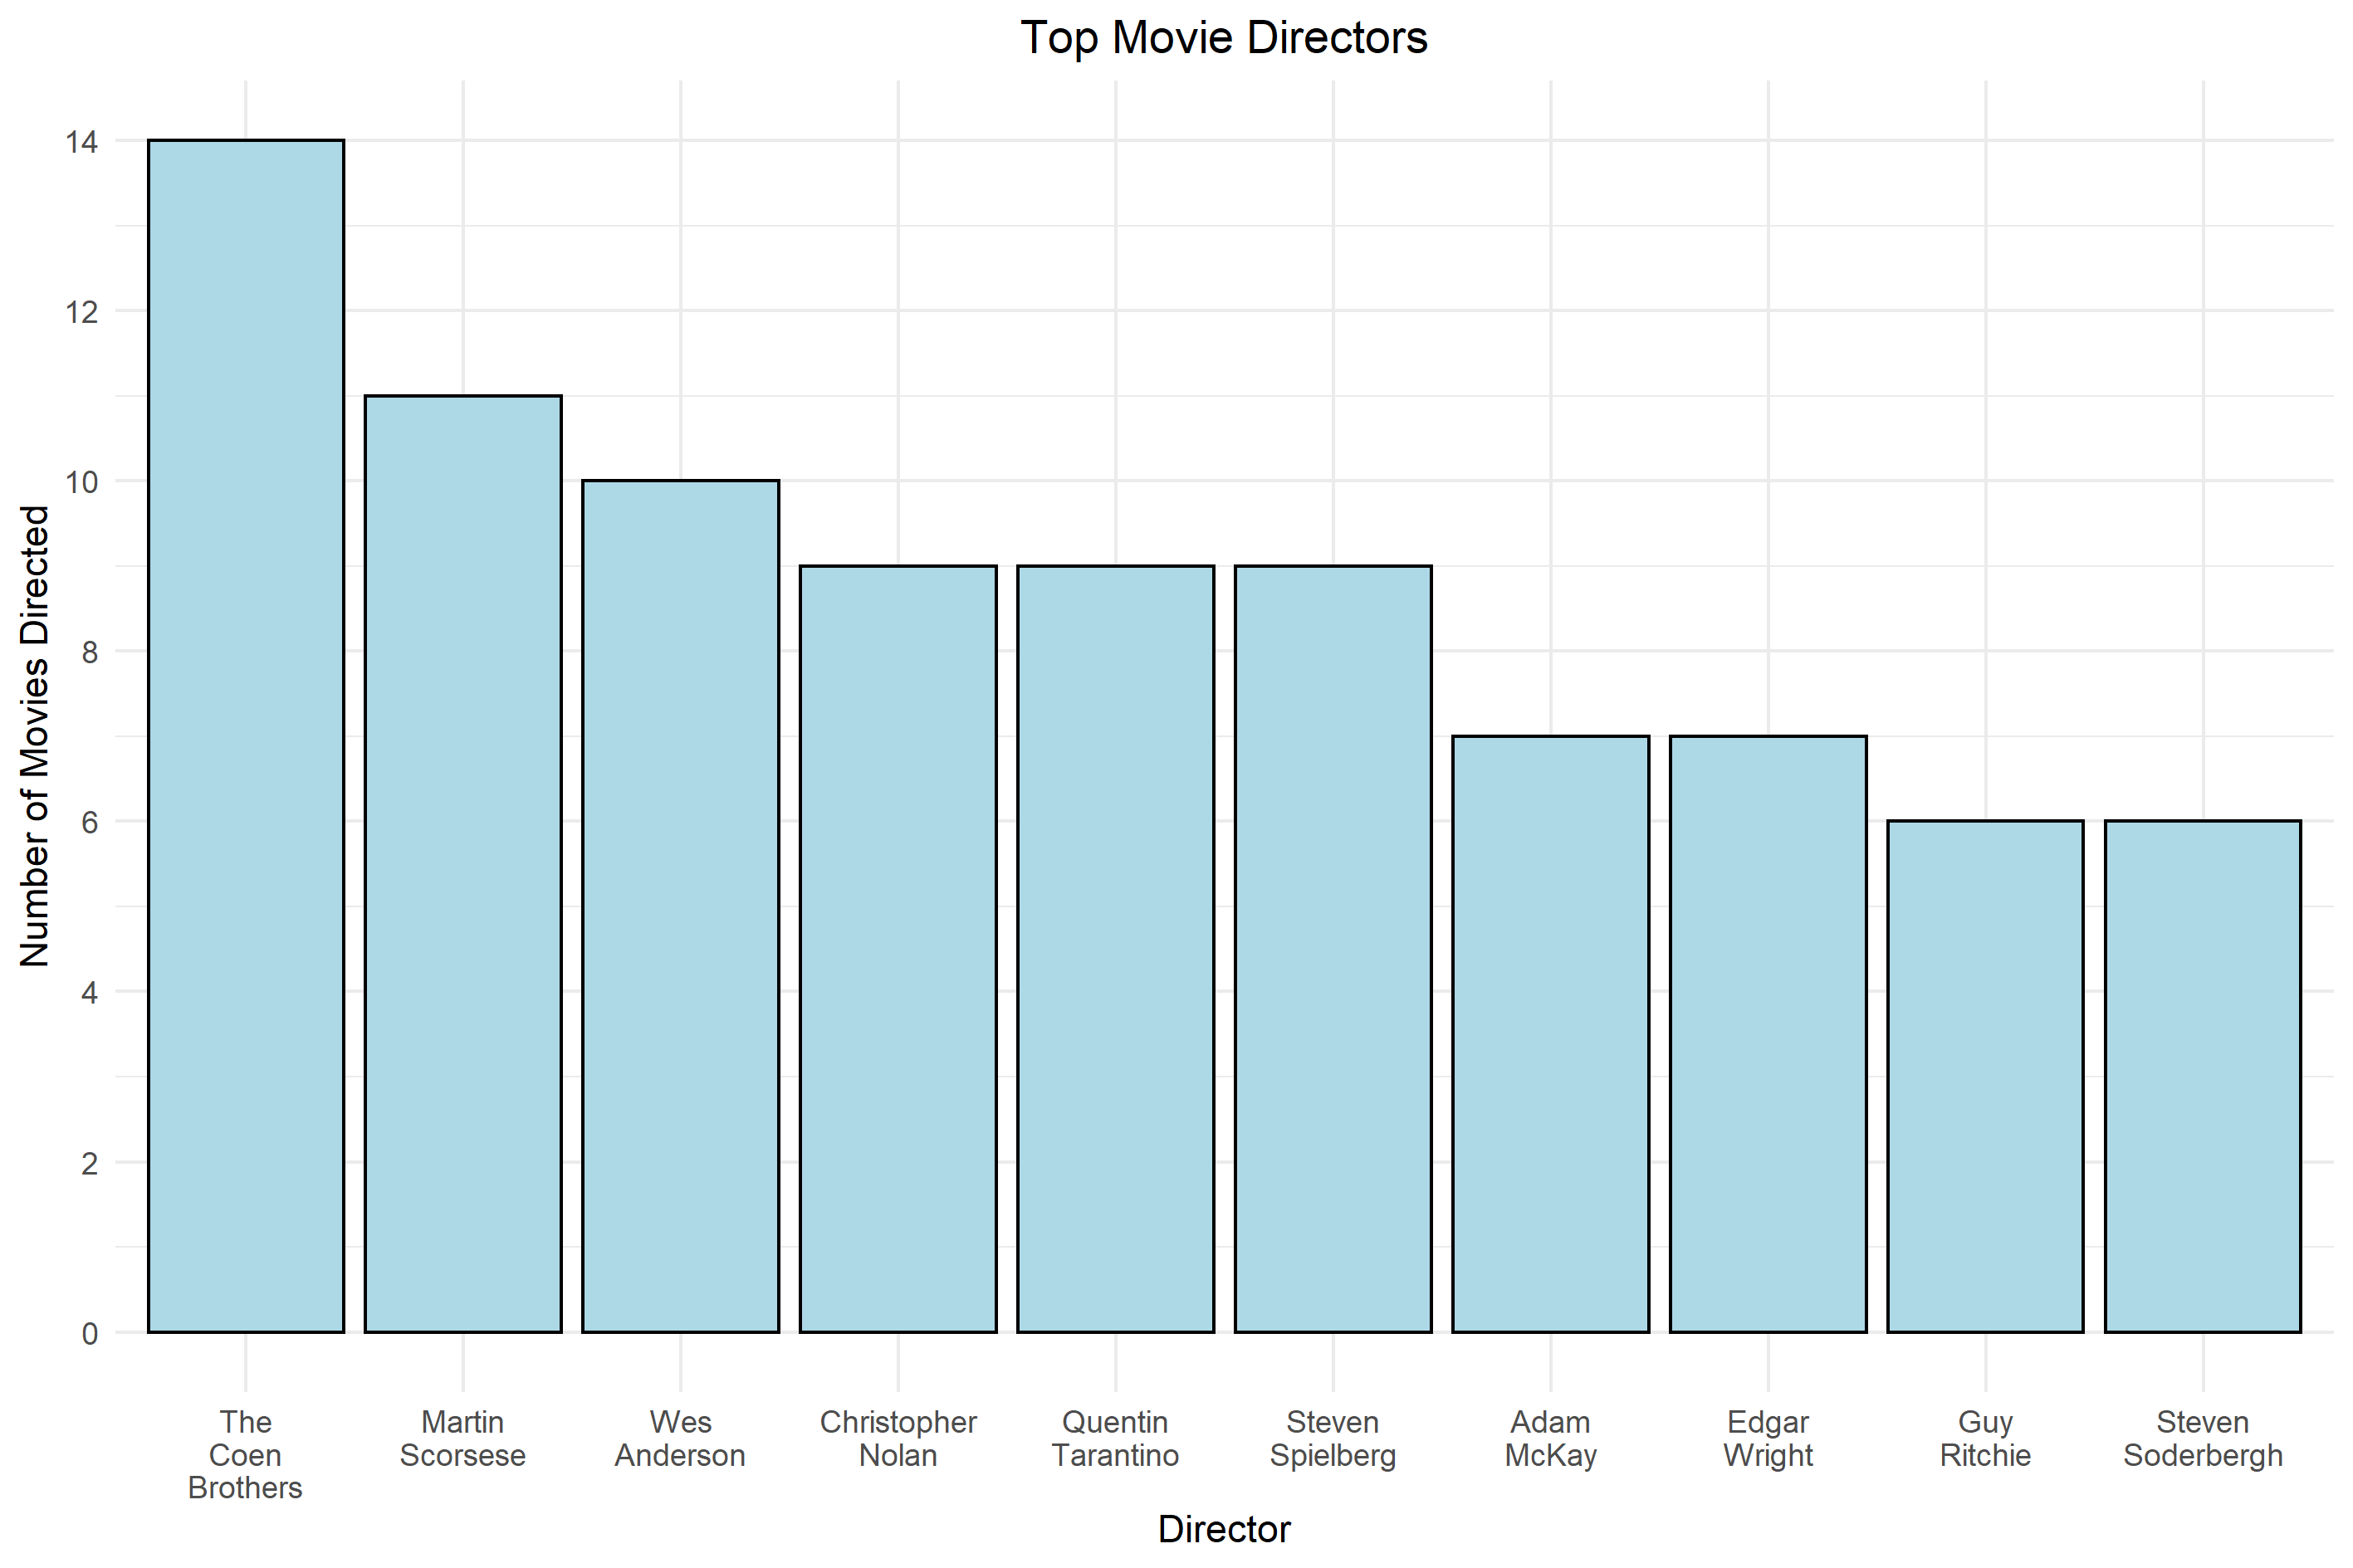 Top Movie Directors
Number of Movies Directed
14
12
10
8
6
4
2
0
The
Coen
Brothers
Martin
Scorsese
Wes
Anderson
Christopher
Nolan
Quentin
Tarantino
Steven
Spielberg
Adam
McKay
Edgar
Wright
Guy
Ritchie
Steven
Soderbergh
Director